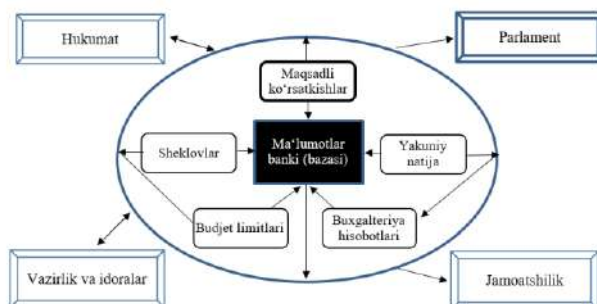 Hukumat
Parlament
Maqsadli
ko‘rsatkishlar
Sheklovlar
Ma‘lumotlar
banki (bazasi)
Yakuniy
natija
Budjet limitlari
Buxgalteriya
hisobotlari
Vazirlik va idoralar
Jamoatshilik